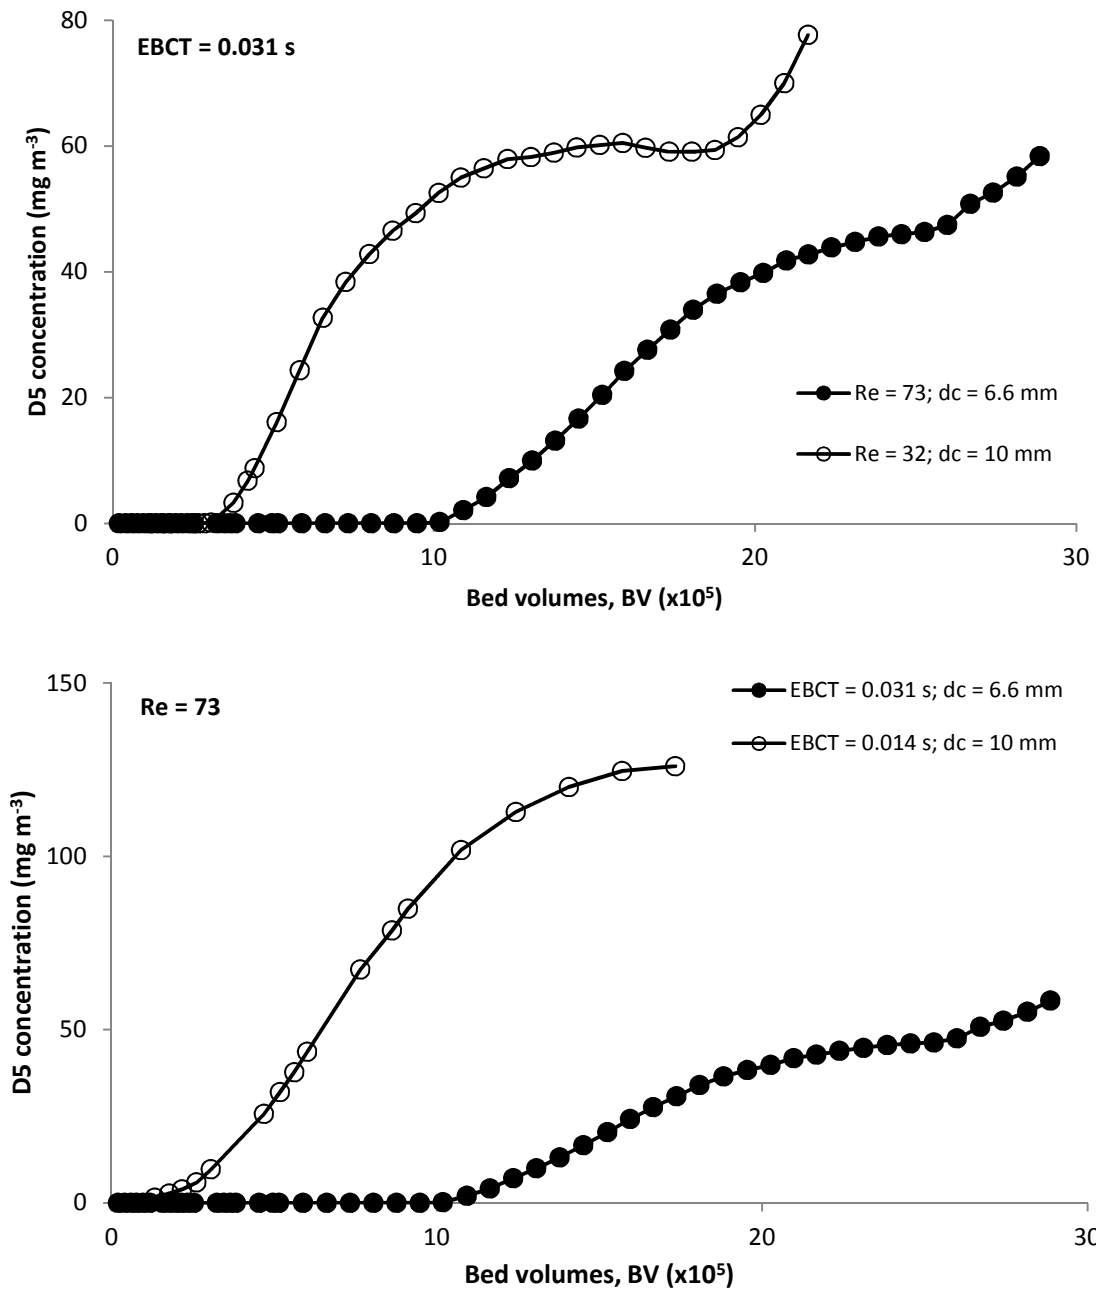 80
EBCT = 0.031 s
60
40
20
0
D5 concentration (mg m⁻³)
Re = 73; dc = 6.6 mm
Re = 32; dc = 10 mm
0 10 20 30
Bed volumes, BV (x10⁵)
150
Re = 73
EBCT = 0.031 s; dc = 6.6 mm
EBCT = 0.014 s; dc = 10 mm
100
50
0
D5 concentration (mg m⁻³)
0 10 20 30
Bed volumes, BV (x10⁵)